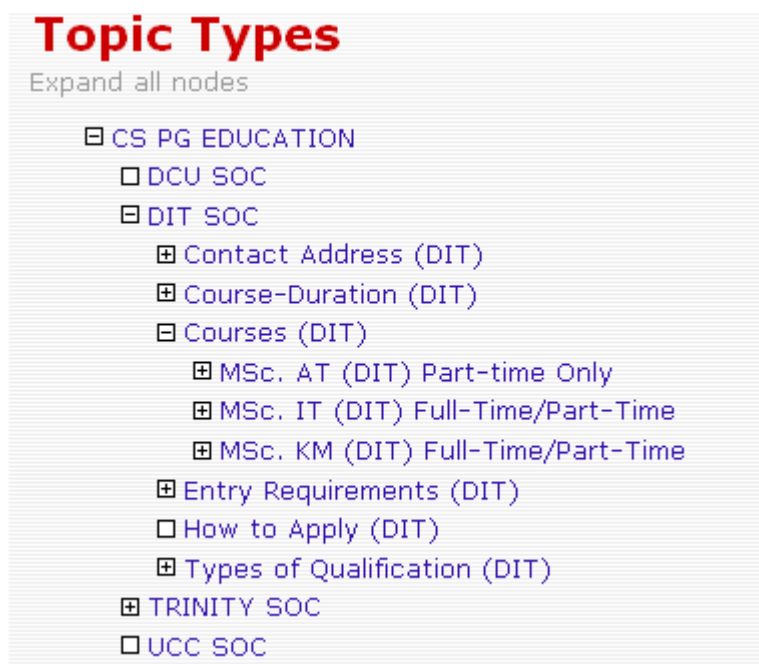 Topic Types
Expand all nodes
CS PG EDUCATION
DCU SOC
DIT SOC
Contact Address (DIT)
Course-Duration (DIT)
Courses (DIT)
MSc. AT (DIT) Part-time Only
MSc. IT (DIT) Full-Time/Part-Time
MSc. KM (DIT) Full-Time/Part-Time
Entry Requirements (DIT)
How to Apply (DIT)
Types of Qualification (DIT)
TRINITY SOC
UCC SOC